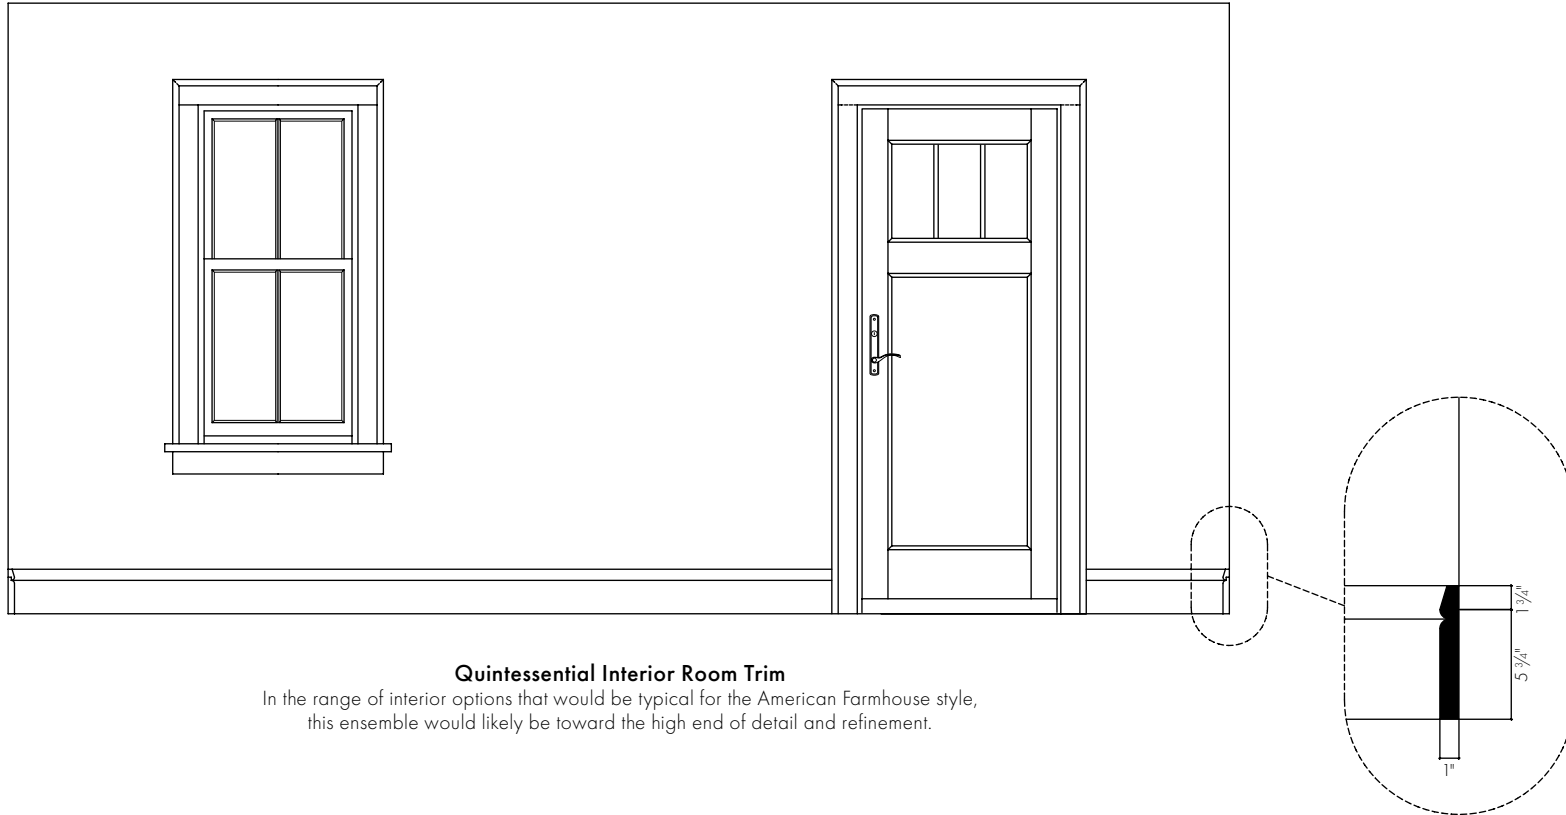 Quintessential Interior Room Trim
In the range of interior options that would be typical for the American Farmhouse style,
this ensemble would likely be toward the high end of detail and refinement.
1 3⁄4"
5 3⁄4"
1"